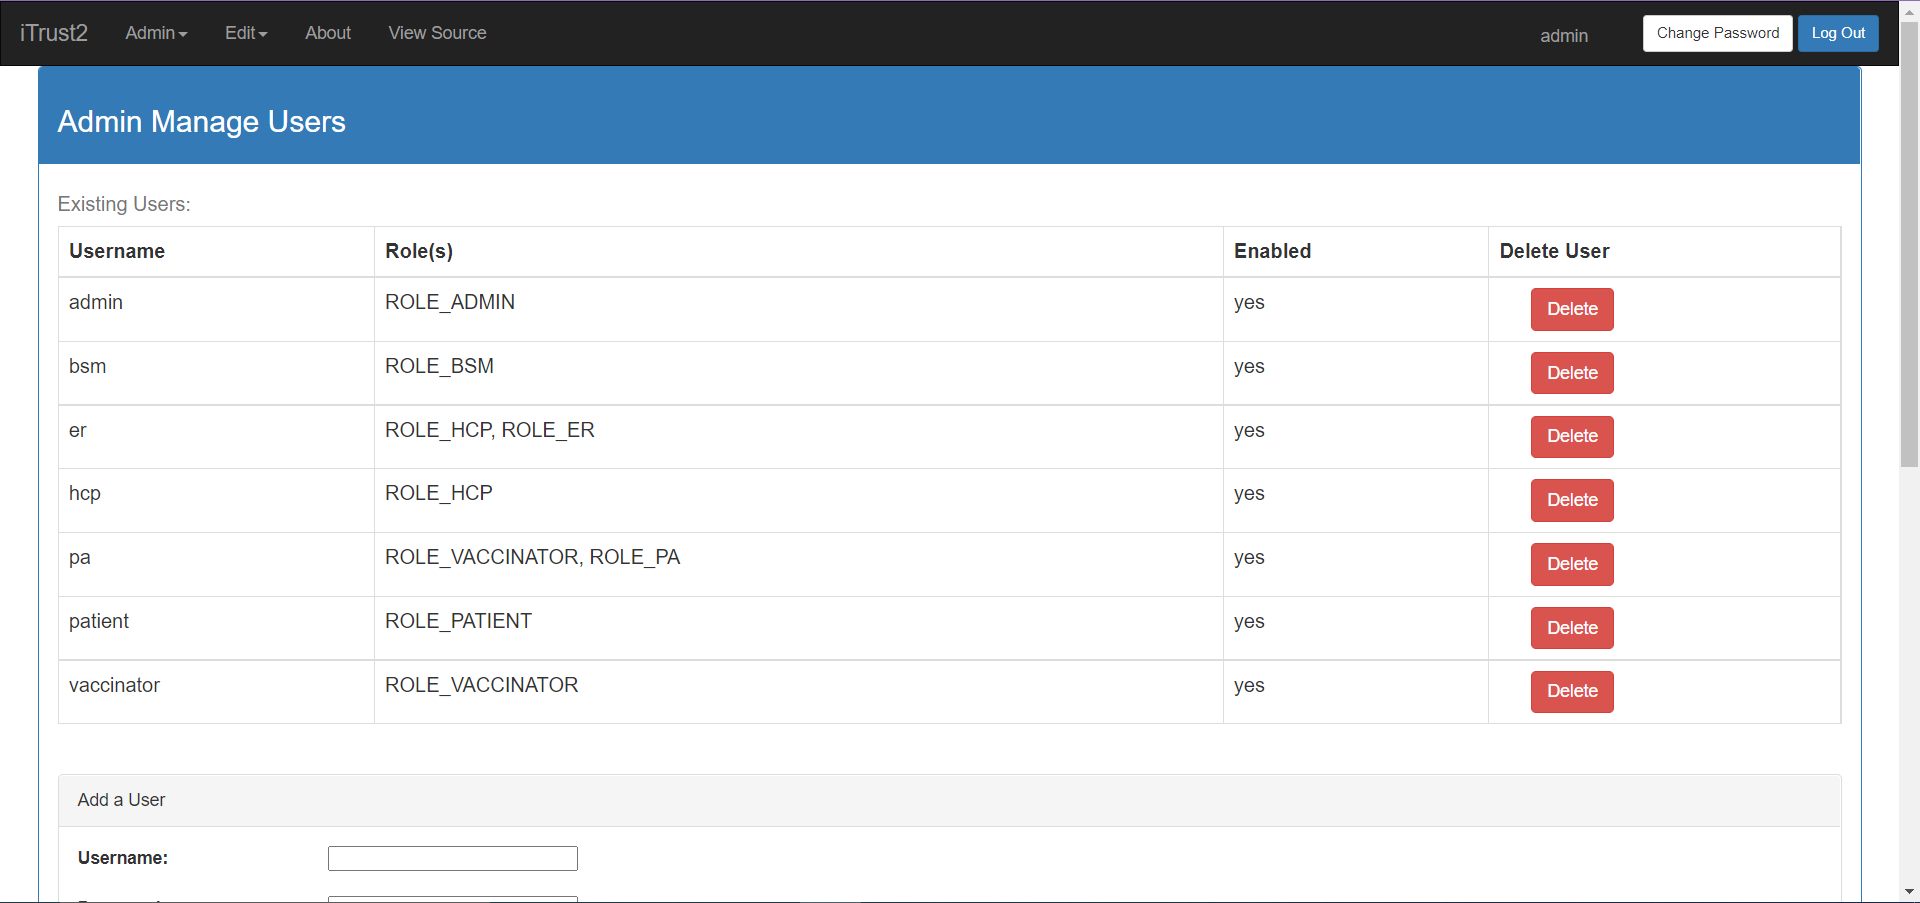 iTrust2 Admin Edit About View Source admin Change Password Log Out
Admin Manage Users
Existing Users:
Username Role(s) Enabled Delete User
admin ROLE_ADMIN yes Delete
bsm ROLE_BSM yes Delete
er ROLE_HCP, ROLE_ER yes Delete
hcp ROLE_HCP yes Delete
pa ROLE_VACCINATOR, ROLE_PA yes Delete
patient ROLE_PATIENT yes Delete
vaccinator ROLE_VACCINATOR yes Delete
Add a User
Username: